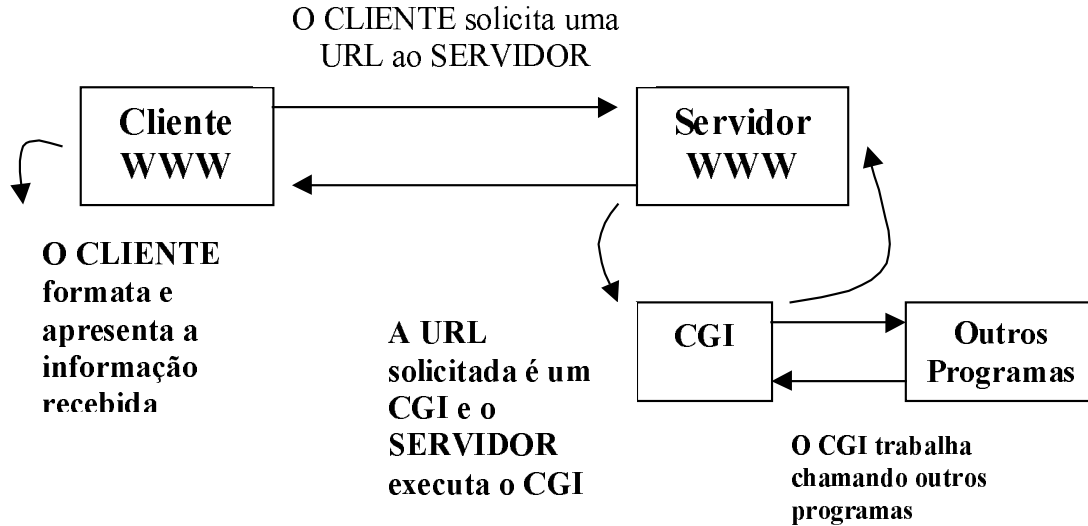 O CLIENTE solicita uma
URL ao SERVIDOR
Cliente
WWW
Servidor
WWW
O CLIENTE
formata e
apresenta a
informação
recebida
A URL
solicitada é um
CGI e o
SERVIDOR
executa o CGI
CGI
Outros
Programas
O CGI trabalha
chamando outros
programas